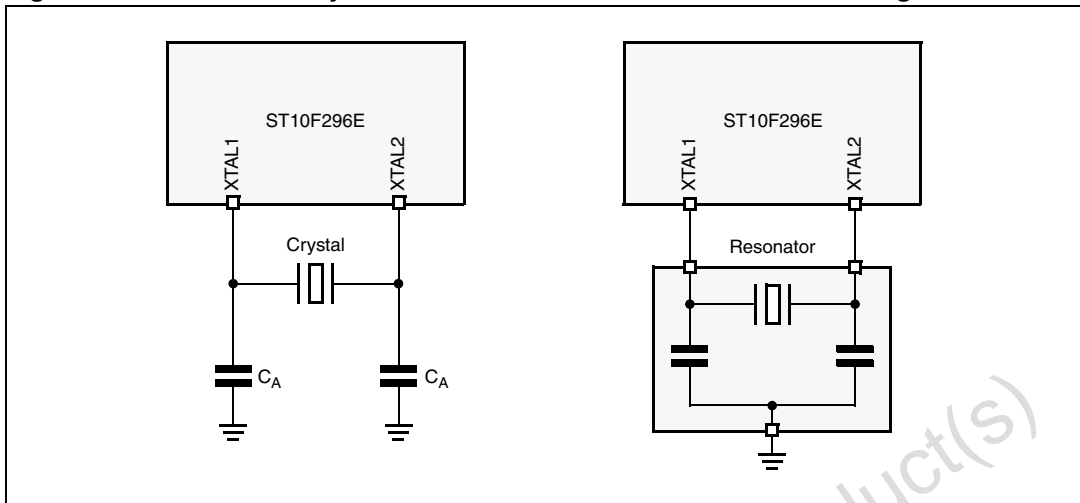 ST10F296E
XTAL1
XTAL2
Crystal
CA
CA
ST10F296E
XTAL1
XTAL2
Resonator